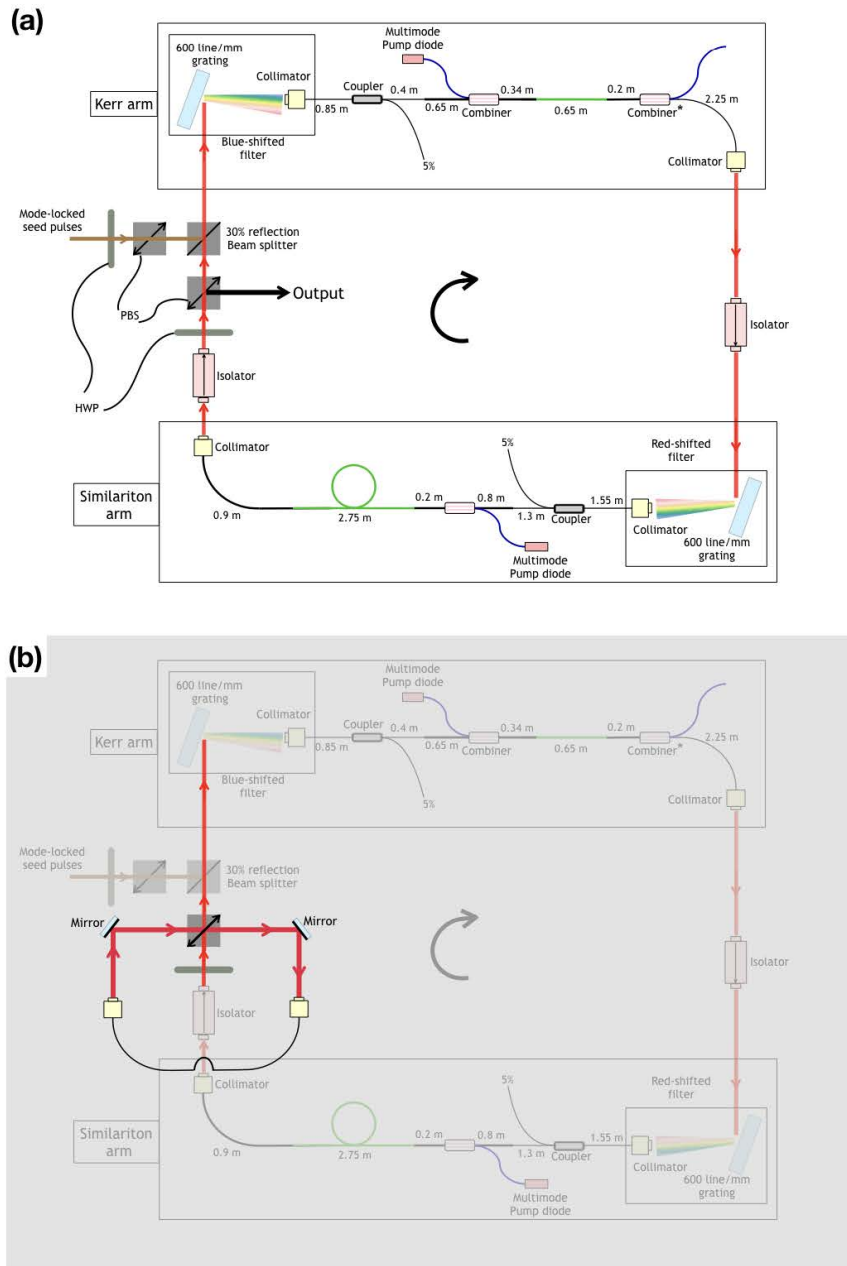 (a)
600 line/mm
grating
Collimator
Multimode
Pump diode
Kerr arm
Coupler
0.4 m
0.34 m
0.2 m
2.25 m
0.85 m
0.65 m
Combiner
0.65 m
Combiner*
Blue-shifted
filter
5%
Collimator
Mode-locked
seed pulses
30% reflection
Beam splitter
Output
PBS
Isolator
Isolator
HWP
Collimator
Red-shifted
filter
5%
Similariton
arm
0.2 m
0.8 m
1.55 m
0.9 m
2.75 m
1.3 m
Coupler
Collimator
600 line/mm
grating
Multimode
Pump diode
(b)
600 line/mm
grating
Collimator
Multimode
Pump diode
Kerr arm
Coupler
0.4 m
0.34 m
0.2 m
2.25 m
0.85 m
0.65 m
Combiner
0.65 m
Combiner*
Blue-shifted
filter
5%
Collimator
Mode-locked
seed pulses
30% reflection
Beam splitter
Mirror
Mirror
Isolator
Isolator
Collimator
Red-shifted
filter
5%
Similariton
arm
0.2 m
0.8 m
1.55 m
0.9 m
2.75 m
1.3 m
Coupler
Collimator
600 line/mm
grating
Multimode
Pump diode